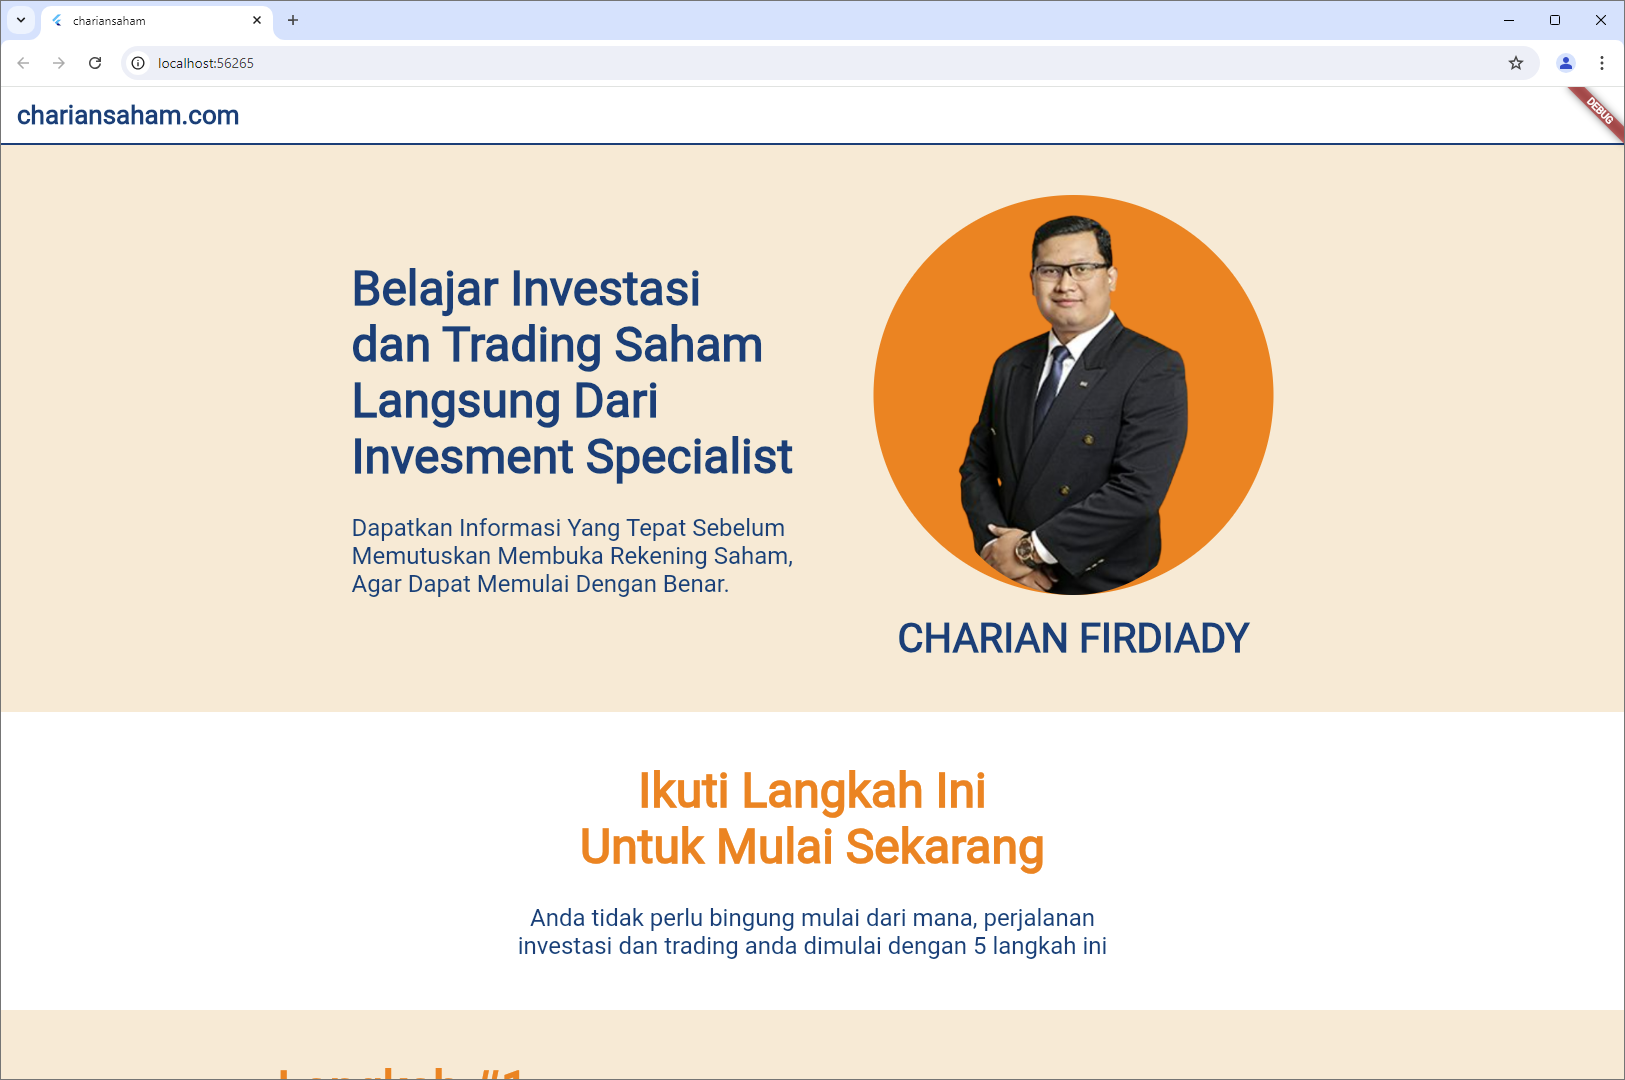 chariansaham
localhost:56265
chariansaham.com
DEBUG
Belajar Investasi
dan Trading Saham
Langsung Dari
Invesment Specialist
Dapatkan Informasi Yang Tepat Sebelum
Memutuskan Membuka Rekening Saham,
Agar Dapat Memulai Dengan Benar.
CHARIAN FIRDIADY
Ikuti Langkah Ini
Untuk Mulai Sekarang
Anda tidak perlu bingung mulai dari mana, perjalanan
investasi dan trading anda dimulai dengan 5 langkah ini
Langkah #1